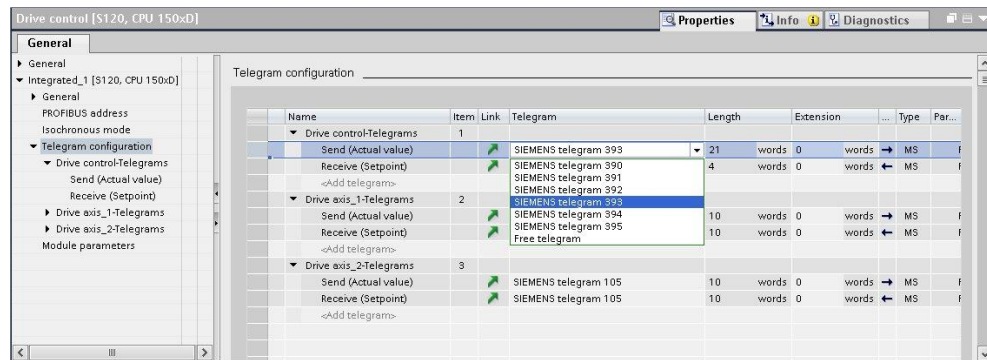 Drive control [S120, CPU 150xD]
Properties Info Diagnostics
General
General
Integrated_1 [S120, CPU 150xD]
General
PROFIBUS address
Isochronous mode
Telegram configuration
Drive control-Telegrams
Send (Actual value)
Receive (Setpoint)
Drive axis_1-Telegrams
Drive axis_2-Telegrams
Module parameters
Telegram configuration
Name Item Link Telegram Length Extension ... Type Par...
Drive control-Telegrams 1
Send (Actual value) SIEMENS telegram 393 21 words 0 words → MS
Receive (Setpoint) SIEMENS telegram 390 4 words 0 words ← MS
<Add telegram> SIEMENS telegram 391
SIEMENS telegram 392
Drive axis_1-Telegrams 2 SIEMENS telegram 393
Send (Actual value) SIEMENS telegram 394 10 words 0 words → MS
Receive (Setpoint) SIEMENS telegram 395 10 words 0 words ← MS
<Add telegram> Free telegram
Drive axis_2-Telegrams 3
Send (Actual value) SIEMENS telegram 105 10 words 0 words → MS
Receive (Setpoint) SIEMENS telegram 105 10 words 0 words ← MS
<Add telegram>